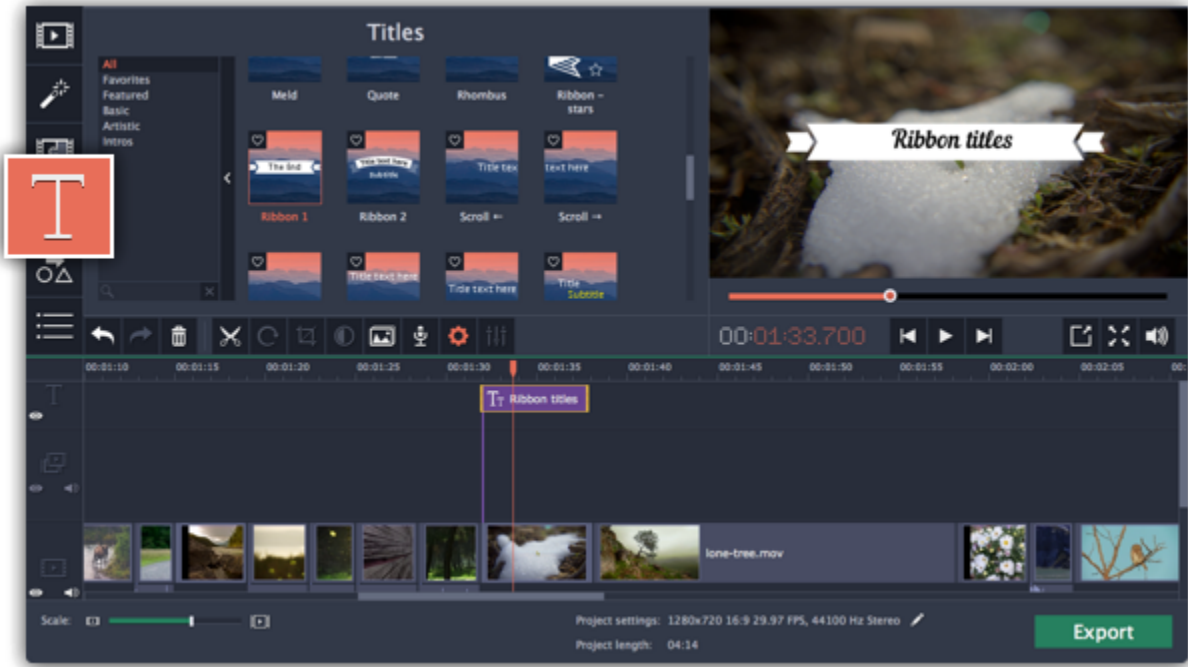 Titles
All
Favorites
Featured
Basic
Artistic
Intros
Meld
Quote
Rhombus
Ribbon –
stars
The End
Title text here
Subtitle
Title tex
text here
Ribbon 1
Ribbon 2
Scroll ←
Scroll →
Title text here
Title text here
Title
Subtitle
Ribbon titles
T
00:01:33.700
00:01:10
00:01:15
00:01:20
00:01:25
00:01:30
00:01:35
00:01:40
00:01:45
00:01:50
00:01:55
00:02:00
00:02:05
00:
Ribbon titles
lone-tree.mov
Scale:
Project settings: 1280x720 16:9 29.97 FPS, 44100 Hz Stereo
Project length: 04:14
Export